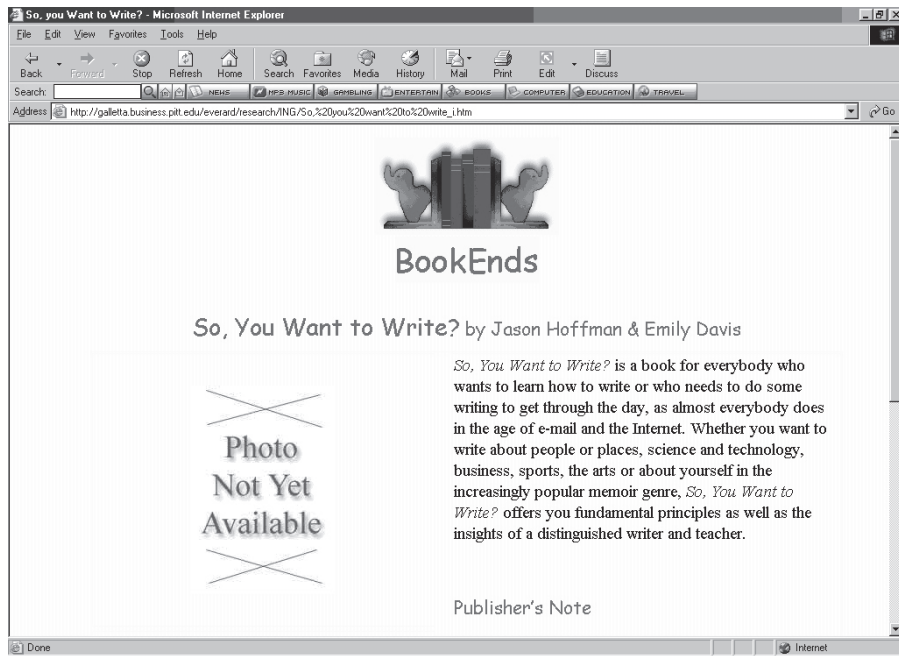 So, you Want to Write? - Microsoft Internet Explorer
File Edit View Favorites Tools Help
Back Forward Stop Refresh Home Search Favorites Media History Mail Print Edit Discuss
Search: NEWS MP3 MUSIC GAMBLING ENTERTAIN BOOKS COMPUTER EDUCATION TRAVEL
Address http://galletta.business.pitt.edu/everard/research/ING/So,%20you%20want%20to%20write_i.htm Go
BookEnds
So, You Want to Write? by Jason Hoffman & Emily Davis
Photo
Not Yet
Available
So, You Want to Write? is a book for everybody who
wants to learn how to write or who needs to do some
writing to get through the day, as almost everybody does
in the age of e-mail and the Internet. Whether you want to
write about people or places, science and technology,
business, sports, the arts or about yourself in the
increasingly popular memoir genre, So, You Want to
Write? offers you fundamental principles as well as the
insights of a distinguished writer and teacher.
Publisher's Note
Done Internet